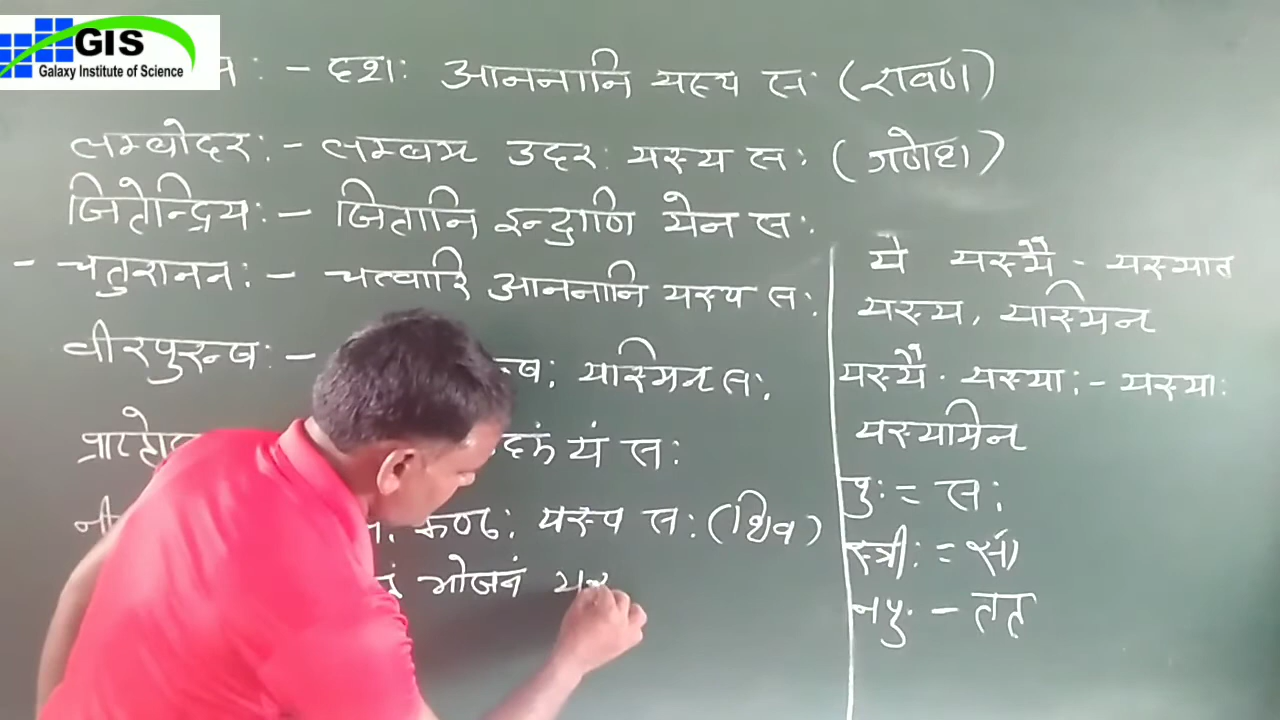 GIS
Galaxy Institute of Science
- दश: आननानि यस्य स: (रावण)
लम्बोदर: - लम्बम उदर: यस्य स: (गणेश)
जितेन्द्रिय: - जितानि इन्द्राणि येन स:
- चतुरानन: - चत्वारि आननानि यस्य स:
वीरपुरुष: - यस्मिन स:
यं स:
कण्ठ: यस्य स: (शिव)
भोजनं
ये यस्मै - यस्मात
यस्य, यस्मिन
यस्यै - यस्या: - यस्या:
यस्यामिन
पु: = स:
स्त्री: = सा
नपु: - तत्